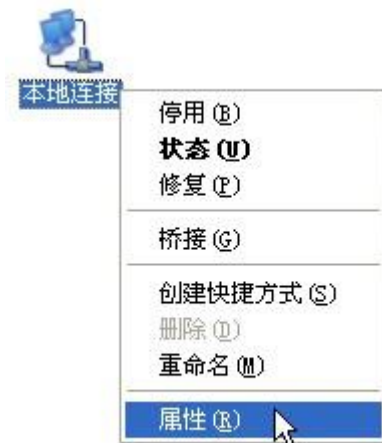 本地连接
停用(B)
状态(U)
修复(P)
桥接(G)
创建快捷方式(S)
删除(D)
重命名(M)
属性(R)